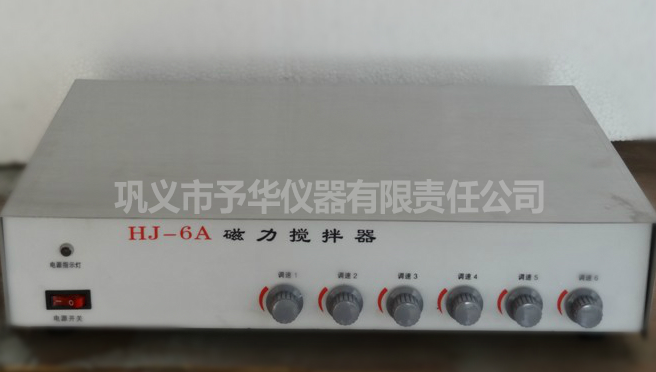 巩义市予华仪器有限责任公司
HJ-6A 磁力搅拌器
电源指示灯
调速1 调速2 调速3 调速4 调速5 调速6
电源开关